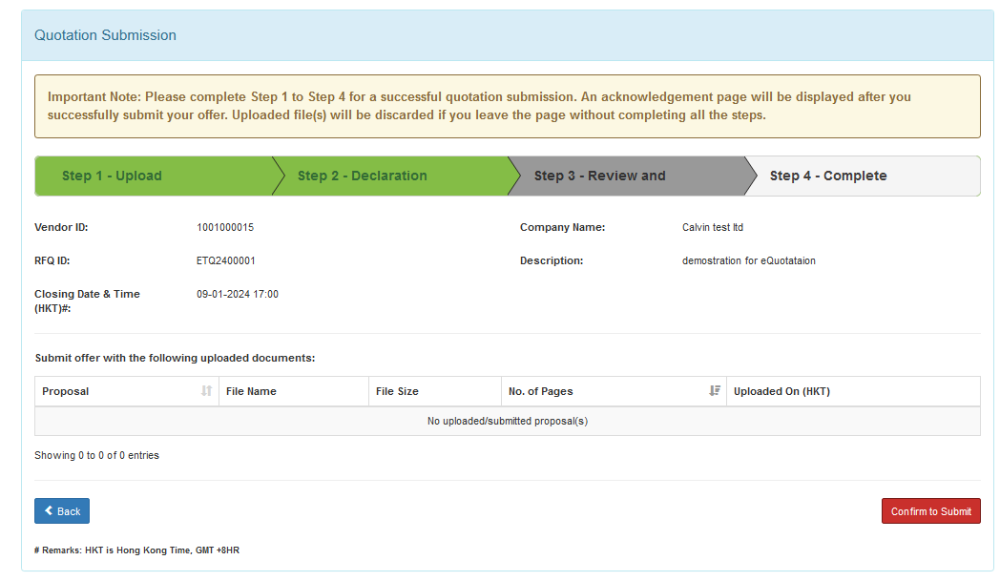 Quotation Submission
Important Note: Please complete Step 1 to Step 4 for a successful quotation submission. An acknowledgement page will be displayed after you
successfully submit your offer. Uploaded file(s) will be discarded if you leave the page without completing all the steps.
Step 1 - Upload Step 2 - Declaration Step 3 - Review and Step 4 - Complete
Vendor ID: 1001000015 Company Name: Calvin test ltd
RFQ ID: ETQ2400001 Description: demostration for eQuotataion
Closing Date & Time 09-01-2024 17:00
(HKT)#:
Submit offer with the following uploaded documents:
Proposal File Name File Size No. of Pages Uploaded On (HKT)
No uploaded/submitted proposal(s)
Showing 0 to 0 of 0 entries
Back Confirm to Submit
# Remarks: HKT is Hong Kong Time, GMT +8HR